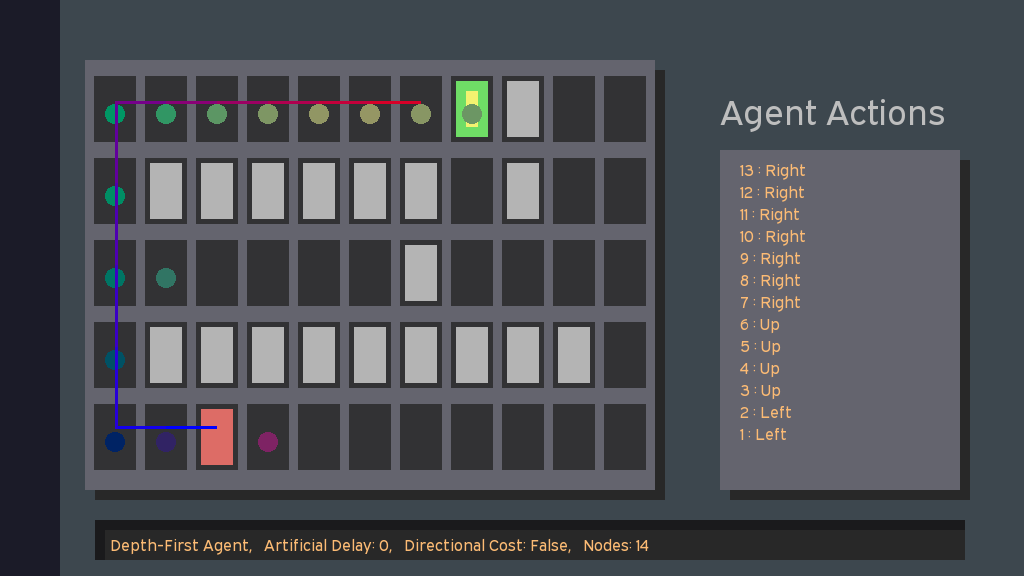 Agent Actions
13 : Right
12 : Right
11 : Right
10 : Right
9 : Right
8 : Right
7 : Right
6 : Up
5 : Up
4 : Up
3 : Up
2 : Left
1 : Left
Depth-First Agent,   Artificial Delay: 0,   Directional Cost: False,   Nodes: 14